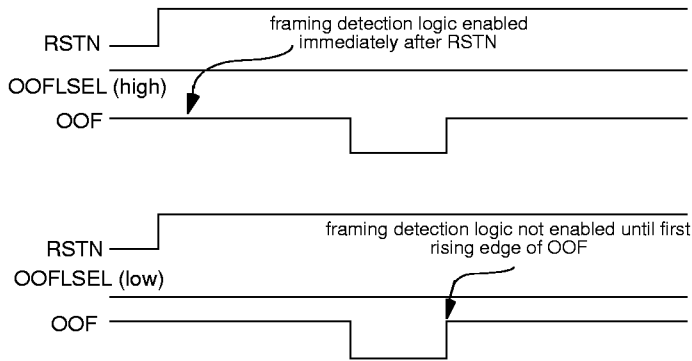 framing detection logic enabled
immediately after RSTN
RSTN
OOFLSEL (high)
OOF
framing detection logic not enabled until first
rising edge of OOF
RSTN
OOFLSEL (low)
OOF